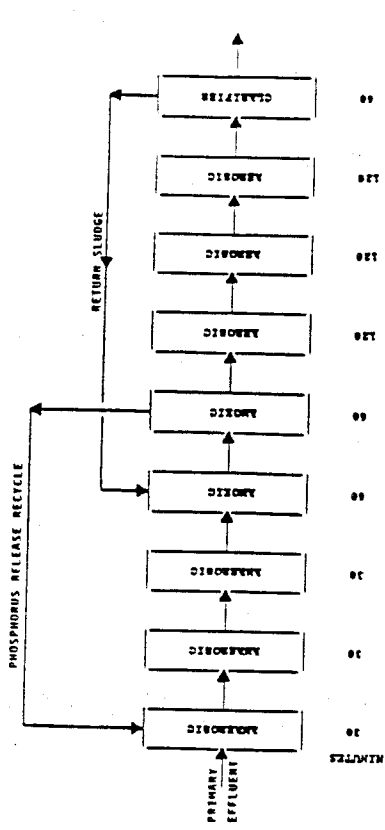 PRIMARY
EFFLUENT
MINUTES
ANAEROBIC
30
ANAEROBIC
30
ANAEROBIC
30
ANOXIC
60
ANOXIC
60
AEROBIC
120
AEROBIC
120
AEROBIC
120
CLARIFIER
60
RETURN SLUDGE
PHOSPHORUS RELEASE RECYCLE